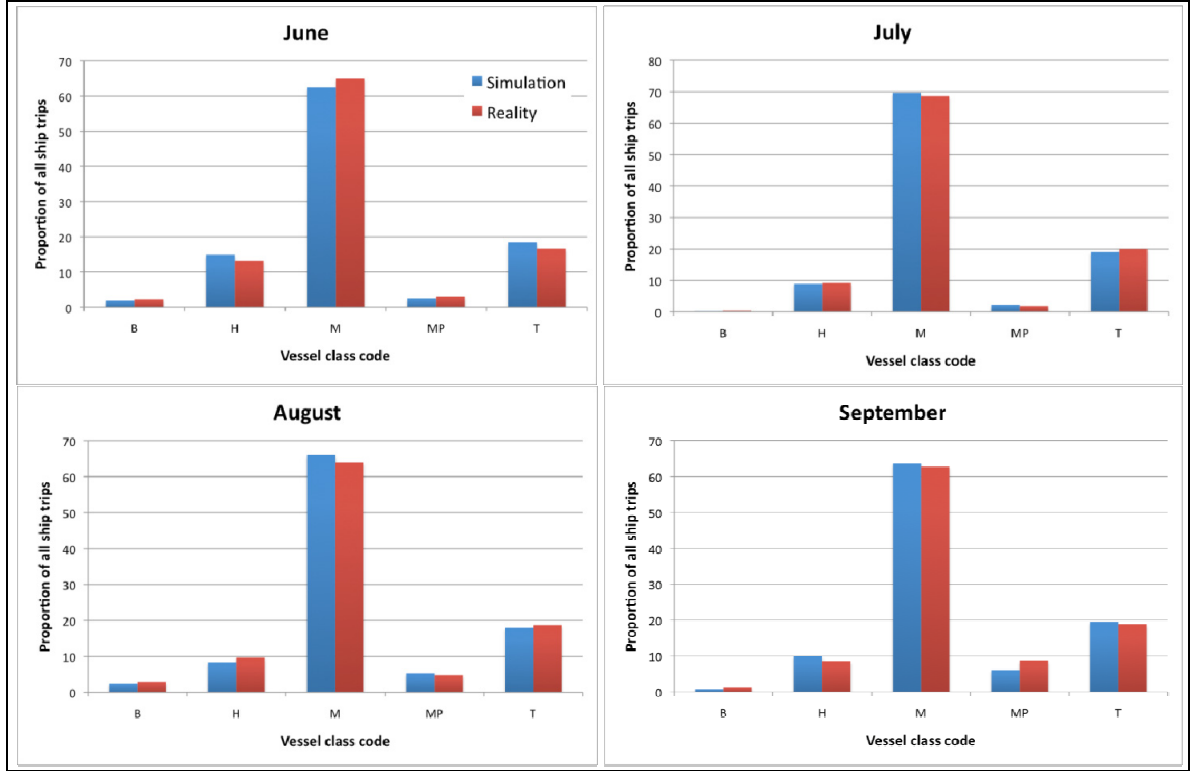 June
Proportion of all ship trips
70
60
50
40
30
20
10
0
Simulation
Reality
B H M MP T
Vessel class code
July
Proportion of all ship trips
80
70
60
50
40
30
20
10
0
B H M MP T
Vessel class code
August
Proportion of all ship trips
70
60
50
40
30
20
10
0
B H M MP T
Vessel class code
September
Proportion of all ship trips
70
60
50
40
30
20
10
0
B H M MP T
Vessel class code